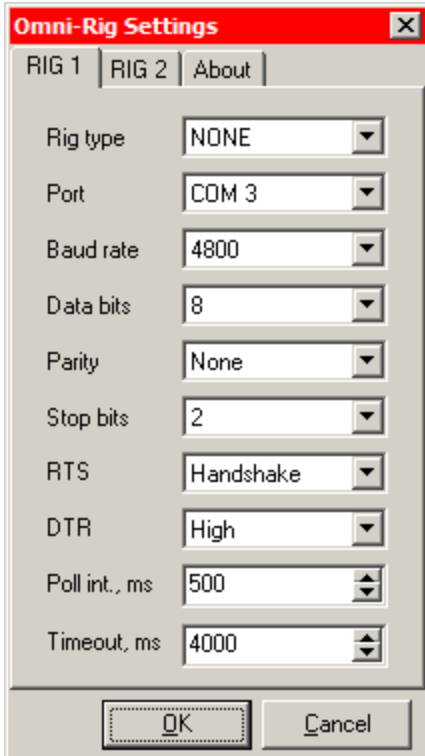 Omni-Rig Settings
RIG 1 RIG 2 About
Rig type NONE
Port COM 3
Baud rate 4800
Data bits 8
Parity None
Stop bits 2
RTS Handshake
DTR High
Poll int., ms 500
Timeout, ms 4000
OK Cancel